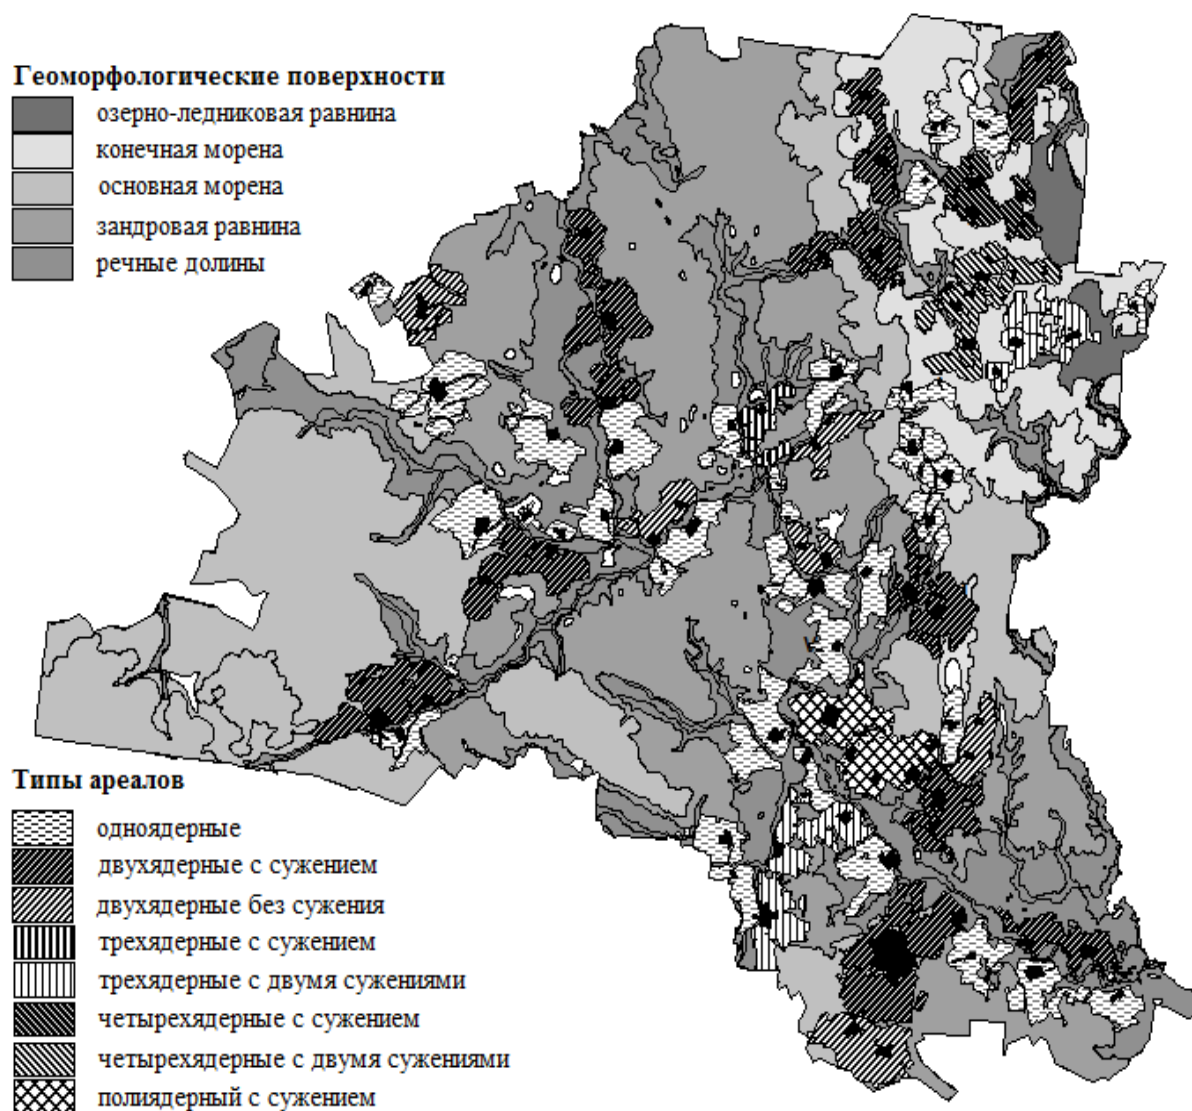 Геоморфологические поверхности
озерно-ледниковая равнина
конечная морена
основная морена
зандровая равнина
речные долины
Типы ареалов
одноядерные
двухядерные с сужением
двухядерные без сужения
трехядерные с сужением
трехядерные с двумя сужениями
четырехядерные с сужением
четырехядерные с двумя сужениями
полиядерный с сужением